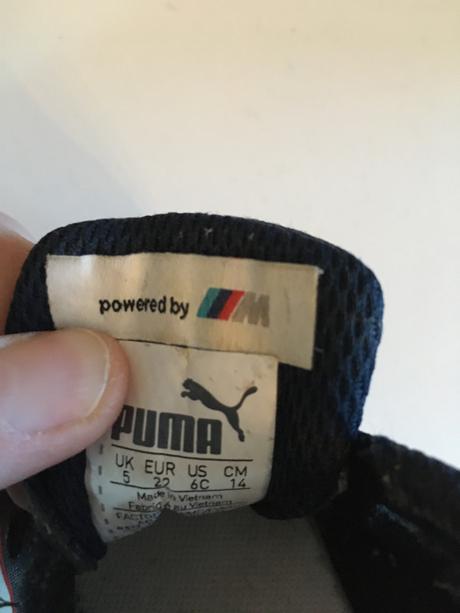 powered by M
PUMA
UK EUR US CM
5 22 6C 14
Made in Vietnam
Fabriqué au Vietnam